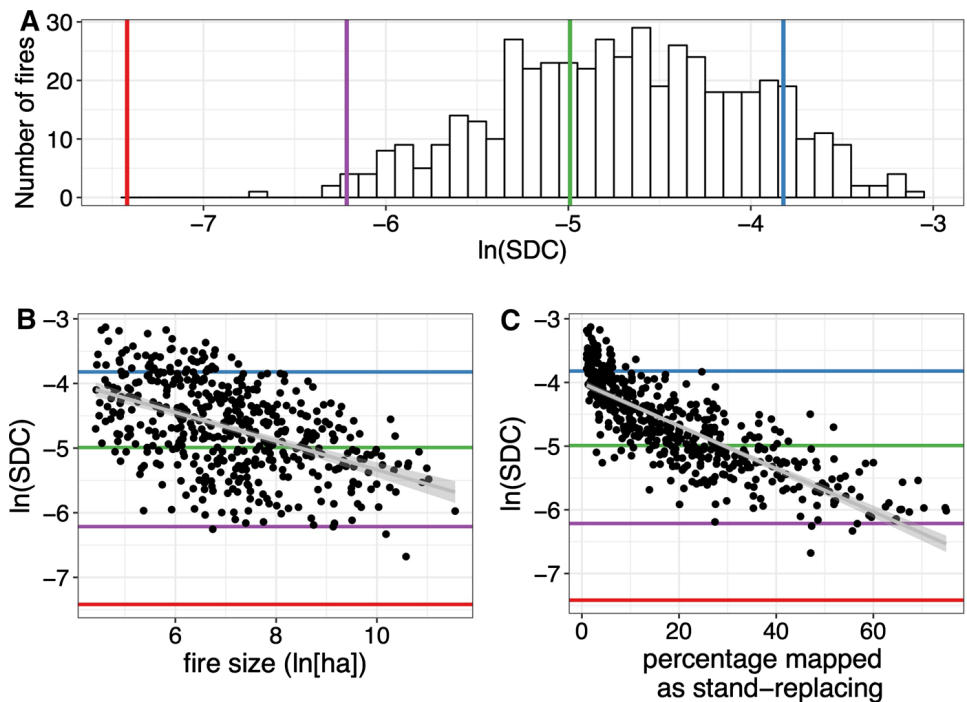 A
Number of fires
30
20
10
0
−7 −6 −5 −4 −3
ln(SDC)
B
ln(SDC)
−3
−4
−5
−6
−7
6 8 10
fire size (ln[ha])
C
ln(SDC)
−3
−4
−5
−6
−7
0 20 40 60
percentage mapped
as stand−replacing